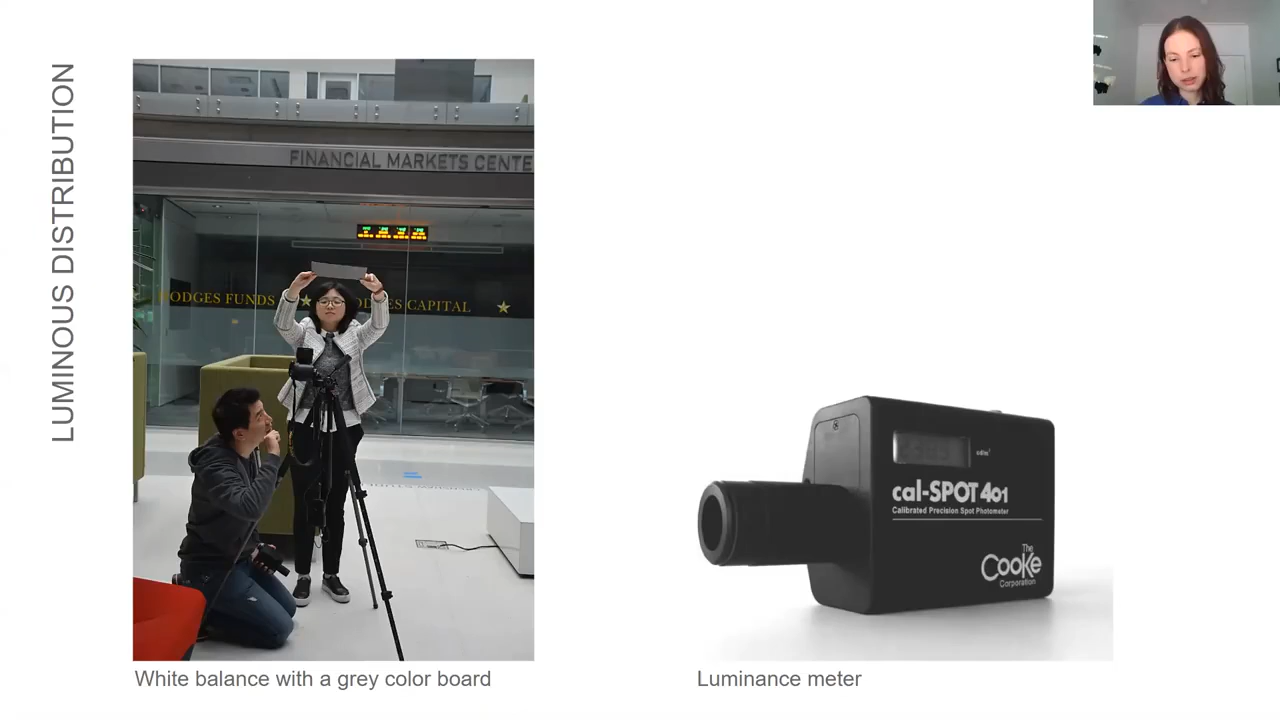 LUMINOUS DISTRIBUTION
FINANCIAL MARKETS CENTE
HODGES FUNDS
ES CAPITAL
cal-SPOT 401
Calibrated Precision Spot Photometer
The
Cooke
Corporation
White balance with a grey color board
Luminance meter